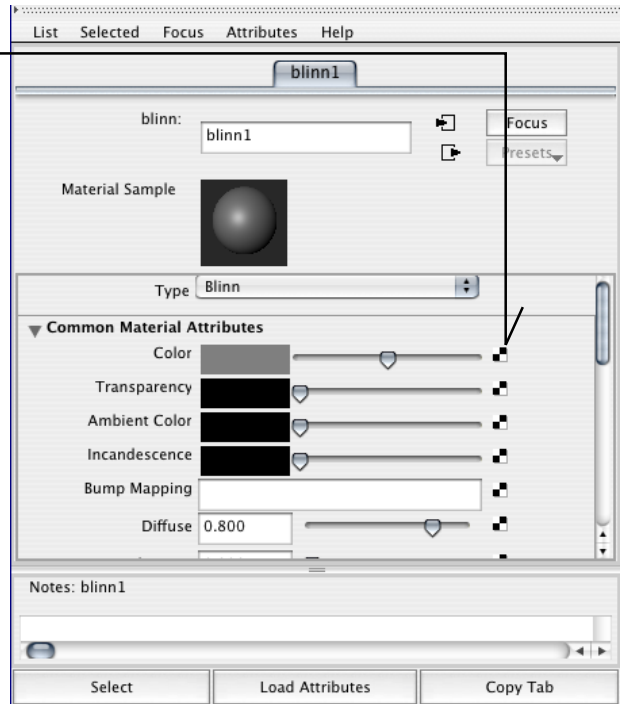 List Selected Focus Attributes Help
blinn1
blinn:
blinn1
Focus
Presets
Material Sample
Type Blinn
Common Material Attributes
Color
Transparency
Ambient Color
Incandescence
Bump Mapping
Diffuse 0.800
Notes: blinn1
Select Load Attributes Copy Tab